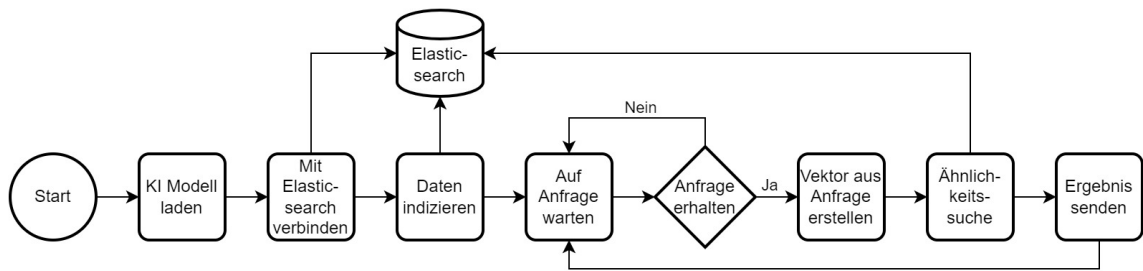 Elastic-
search
Nein
Start
KI Modell
laden
Mit
Elastic-
search
verbinden
Daten
indizieren
Auf
Anfrage
warten
Anfrage
erhalten
Ja
Vektor aus
Anfrage
erstellen
Ähnlich-
keits-
suche
Ergebnis
senden